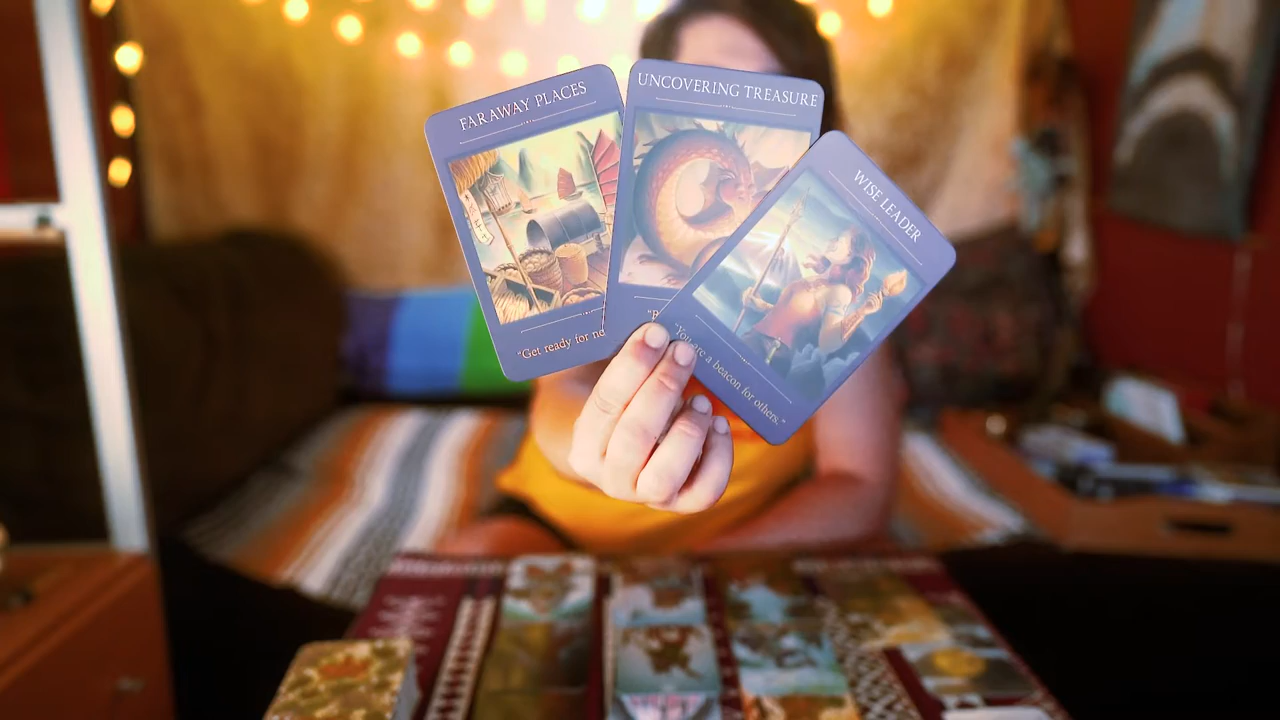 FARAWAY PLACES
"Get ready for ne
UNCOVERING TREASURE
WISE LEADER
"You are a beacon for others."